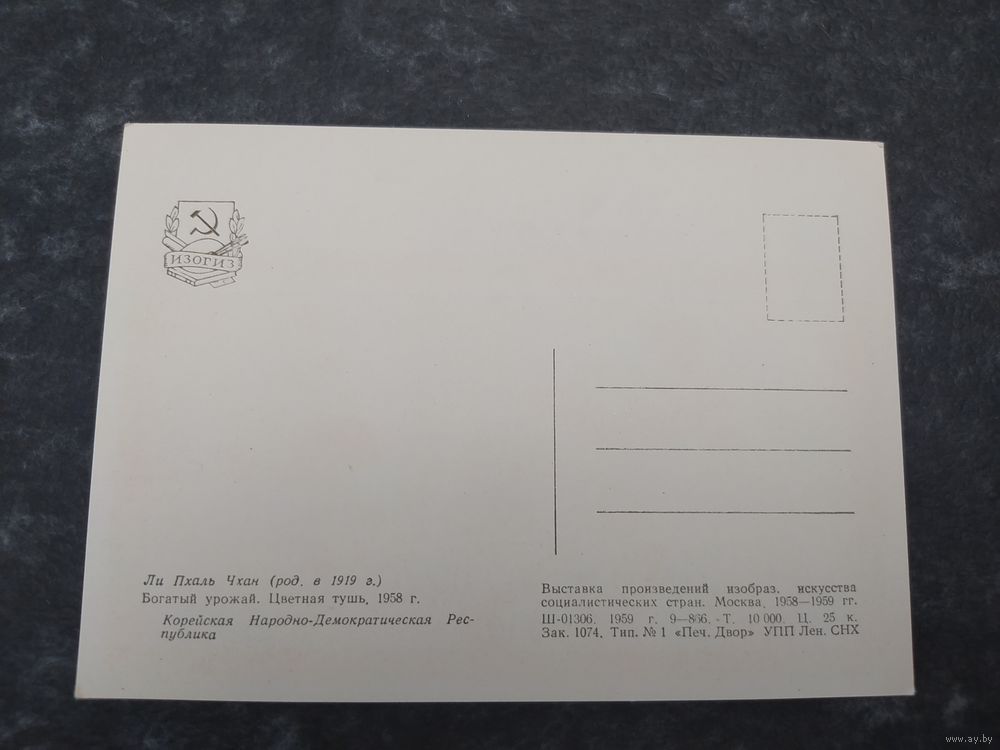 ИЗОГИЗ
Ли Пхаль Чхан (род. в 1919 г.)
Богатый урожай. Цветная тушь, 1958 г.
Корейская Народно-Демократическая Рес-
публика
Выставка произведений изобраз. искусства
социалистических стран. Москва, 1958—1959 гг.
Ш-01306. 1959 г. 9—866. Т. 10 000. Ц. 25 к.
Зак. 1074. Тип. № 1 «Печ. Двор» УПП Лен. СНХ
www.ay.by